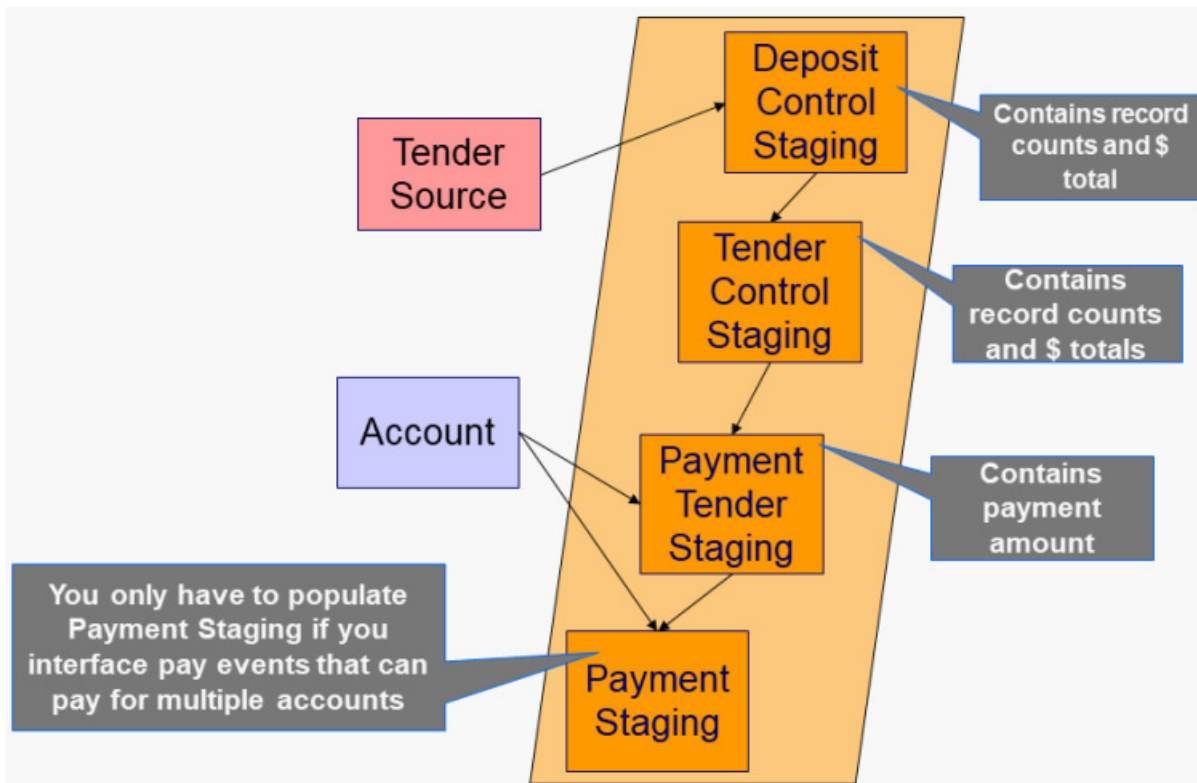 Deposit
Control
Staging
Contains record
counts and $
total
Tender
Source
Tender
Control
Staging
Contains
record counts
and $ totals
Account
Payment
Tender
Staging
Contains
payment
amount
You only have to populate
Payment Staging if you
interface pay events that can
pay for multiple accounts
Payment
Staging